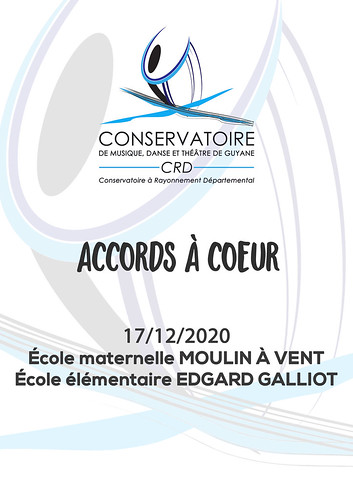 CONSERVATOIRE
DE MUSIQUE, DANSE ET THÉÂTRE DE GUYANE
CRD
Conservatoire à Rayonnement Départemental
ACCORDS À COEUR
17/12/2020
École maternelle MOULIN À VENT
École élémentaire EDGARD GALLIOT